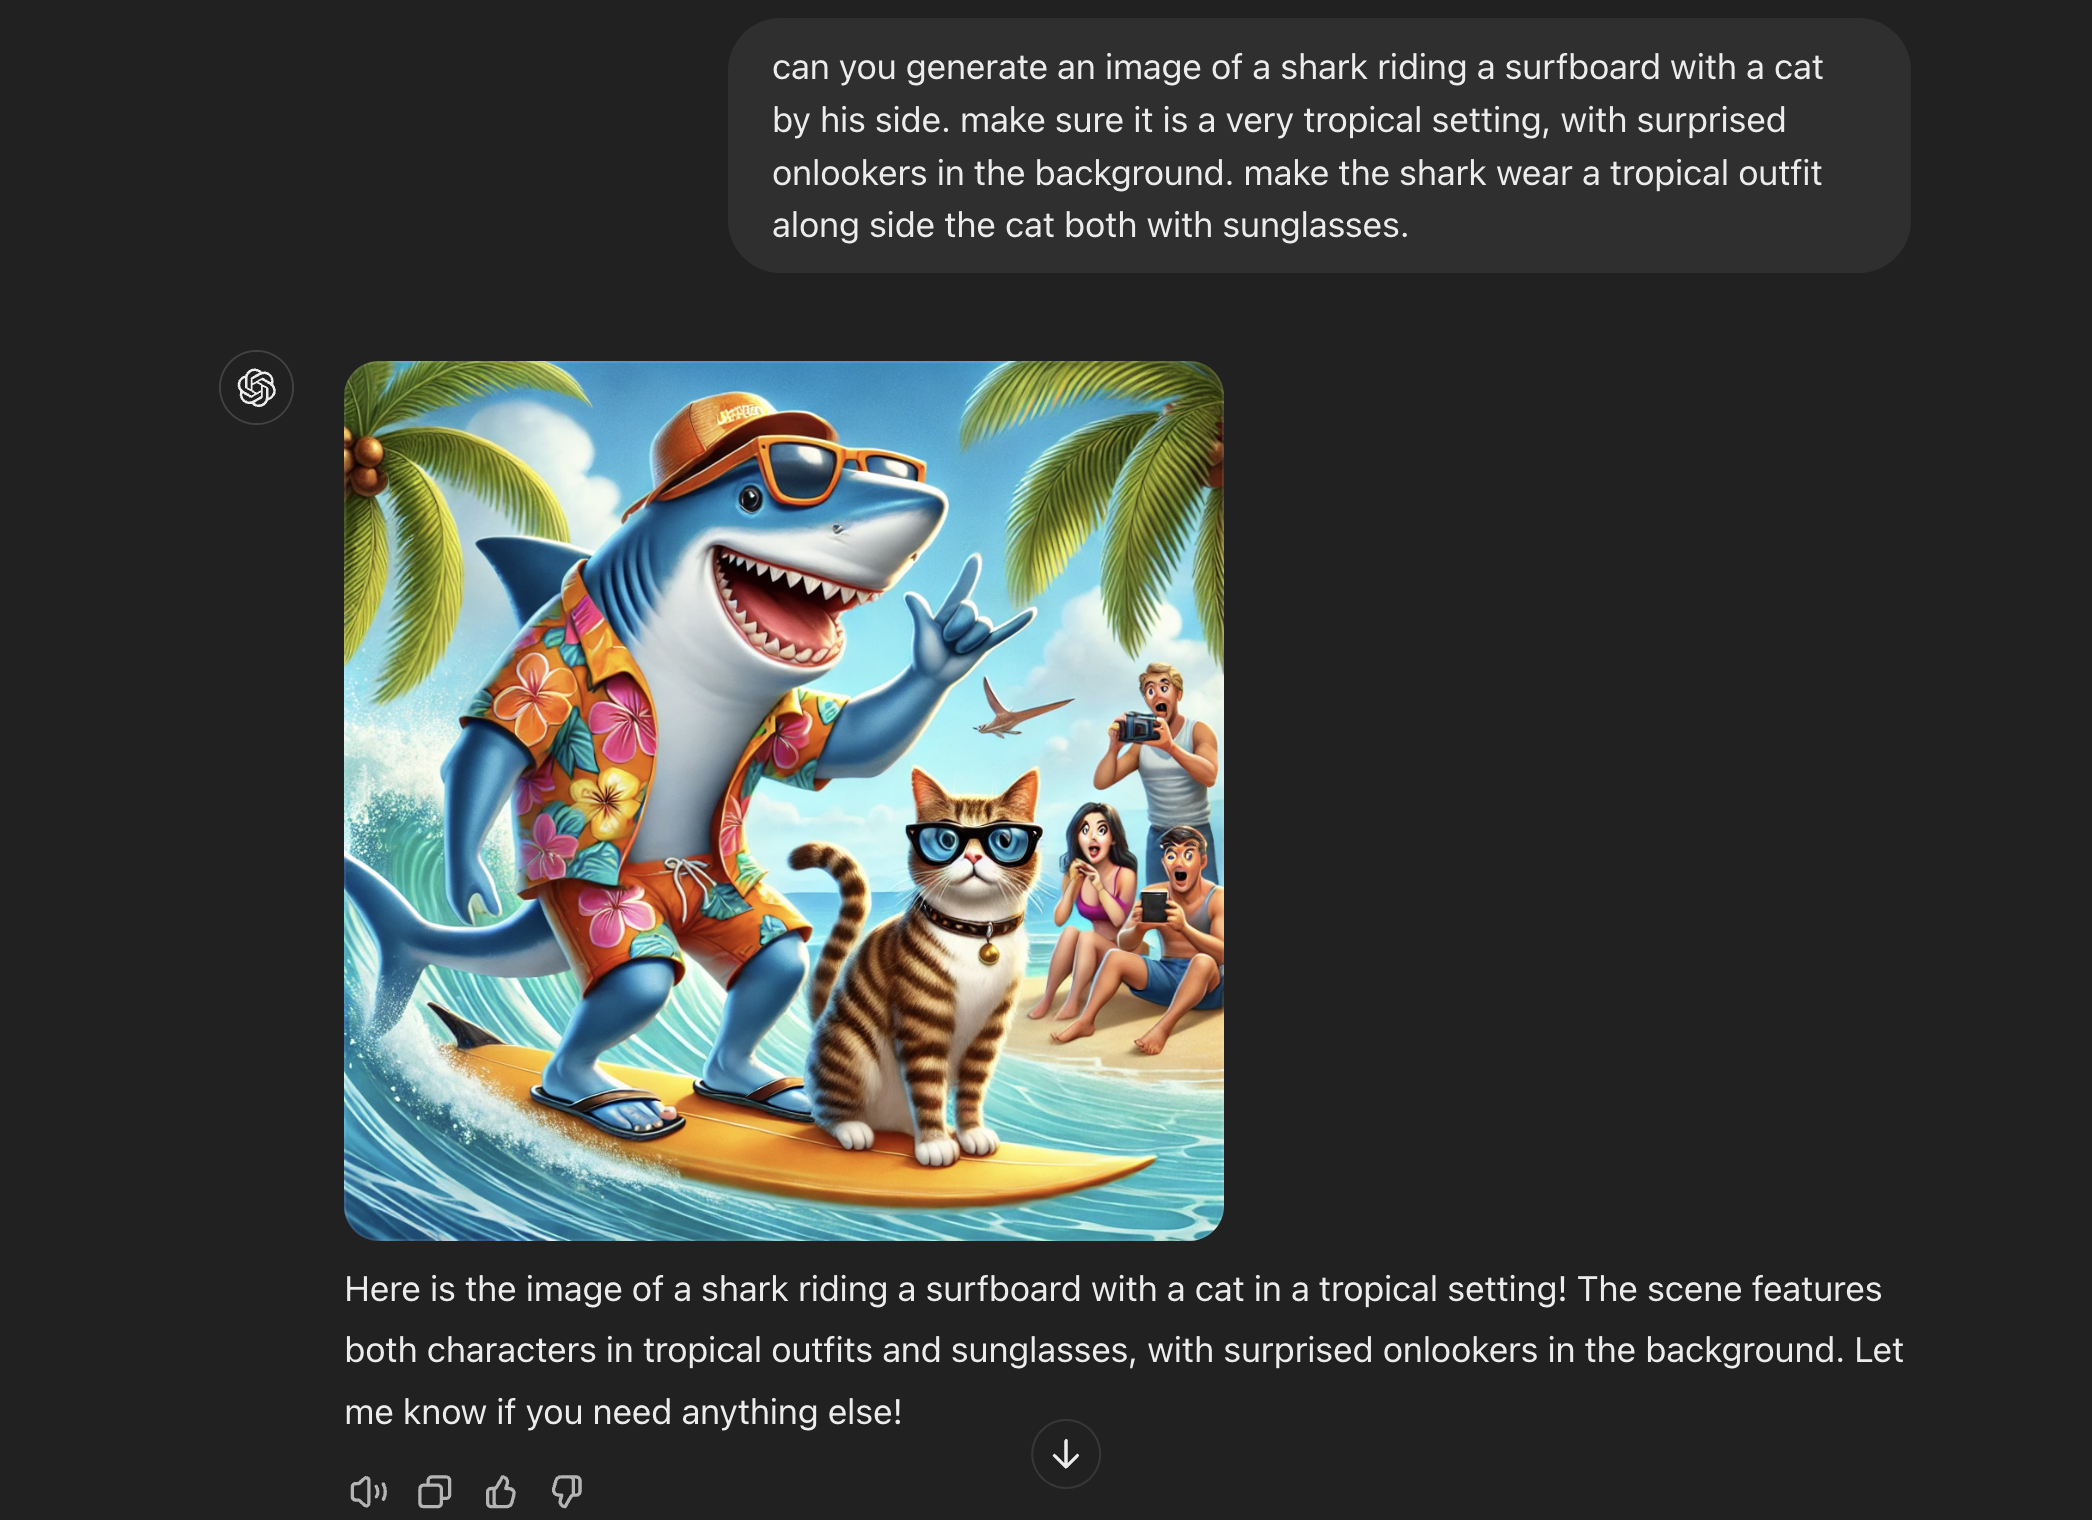 can you generate an image of a shark riding a surfboard with a cat
by his side. make sure it is a very tropical setting, with surprised
onlookers in the background. make the shark wear a tropical outfit
along side the cat both with sunglasses.
Here is the image of a shark riding a surfboard with a cat in a tropical setting! The scene features
both characters in tropical outfits and sunglasses, with surprised onlookers in the background. Let
me know if you need anything else!